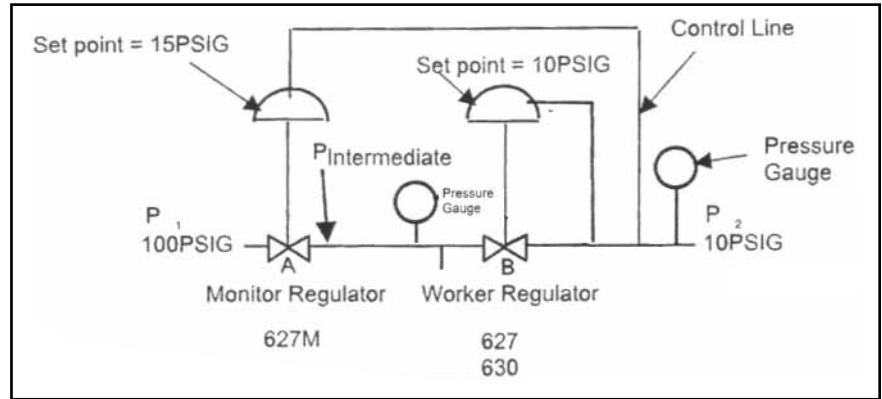 Set point = 15PSIG
Control Line
Set point = 10PSIG
PIntermediate
Pressure
Gauge
Pressure
Gauge
P1
100PSIG
P2
10PSIG
A
B
Monitor Regulator
Worker Regulator
627M
627
630